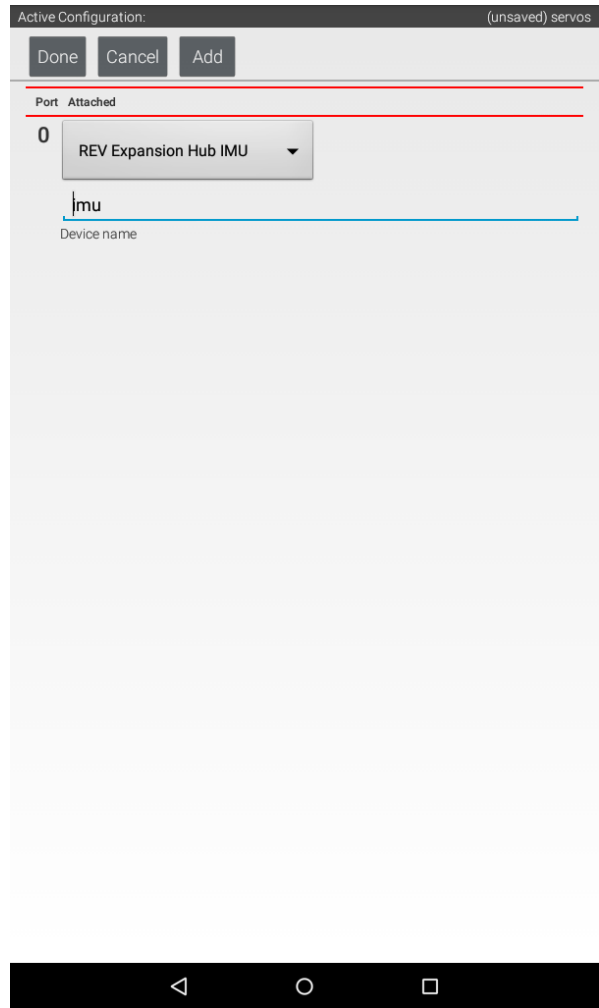 Active Configuration: (unsaved) servos
Done Cancel Add
Port Attached
0 REV Expansion Hub IMU
imu
Device name